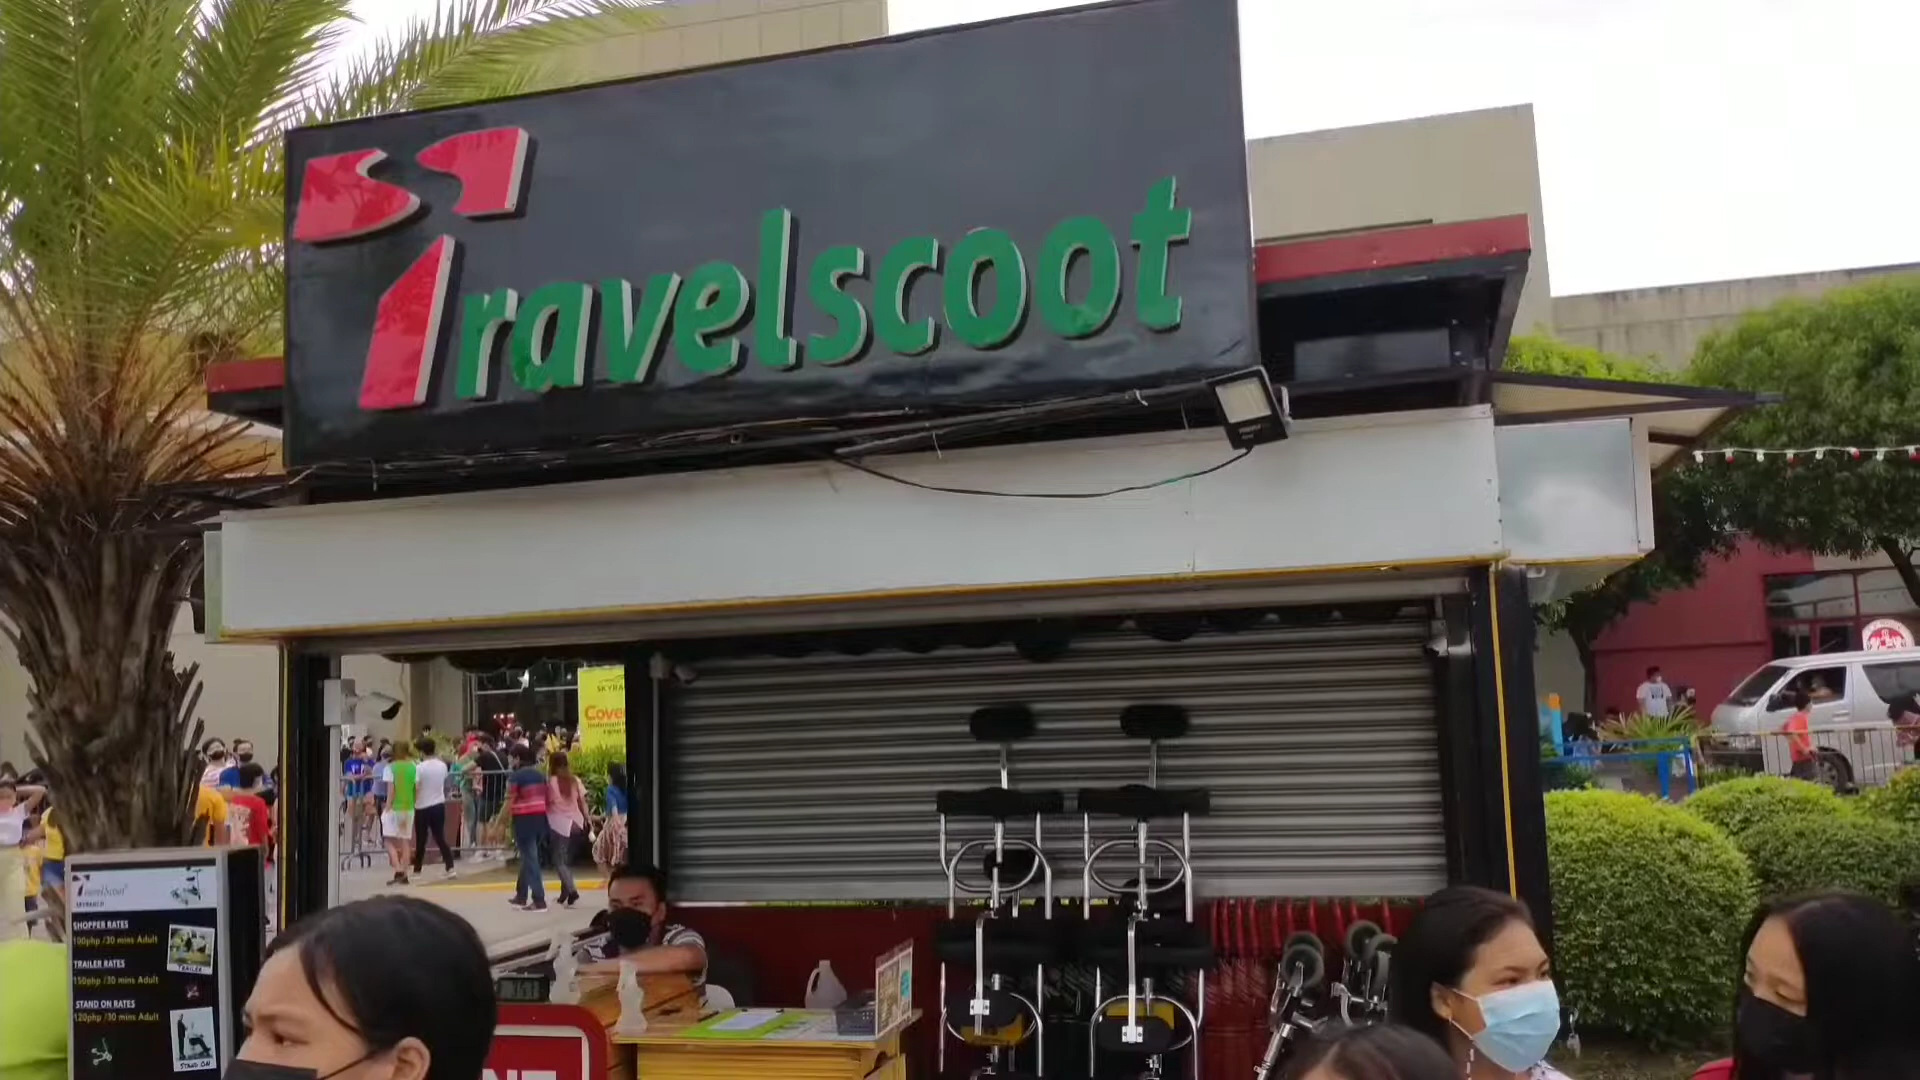 Travelscoot
SKYRA
Cove
TravelScoot
SKYRANCH
SHOPPER RATES
100php /30 mins Adult
TRAILER RATES
150php /30 mins Adult
STAND ON RATES
120php /30 mins Adult
TRAILER
STAND ON